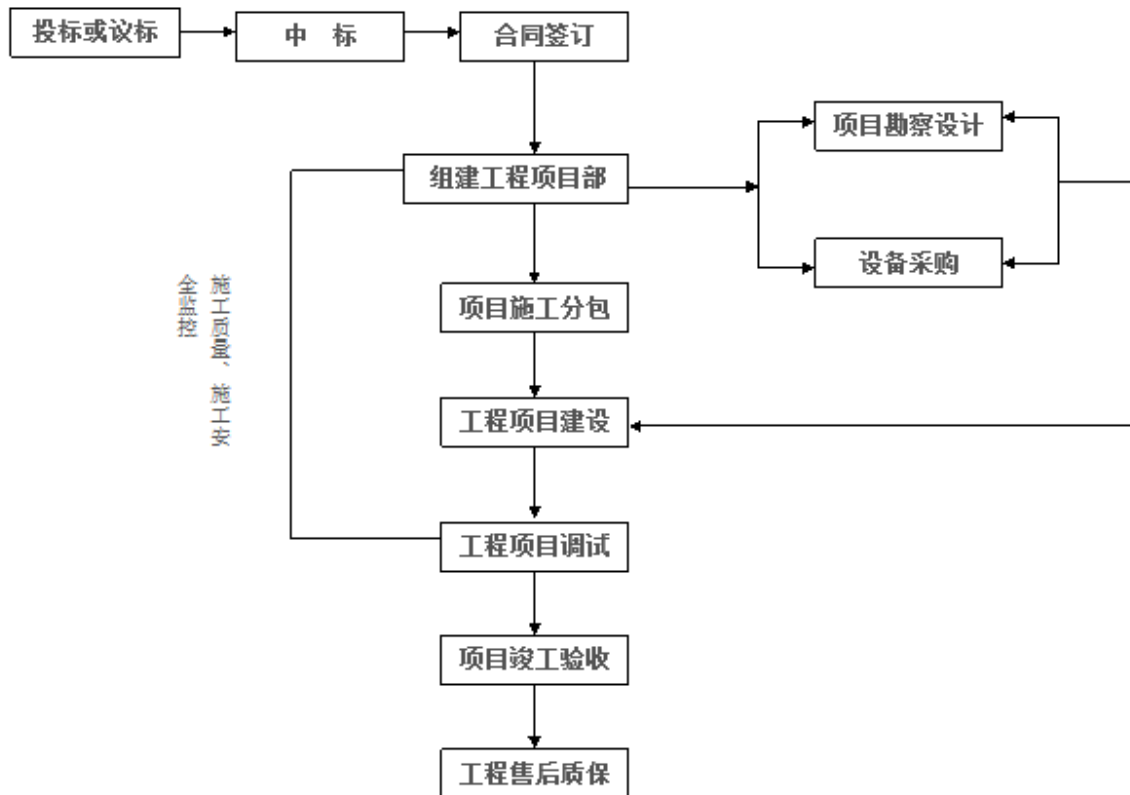 投标或议标
中 标
合同签订
项目勘察设计
组建工程项目部
设备采购
施工质量、施工安
全监控
项目施工分包
工程项目建设
工程项目调试
项目竣工验收
工程售后质保